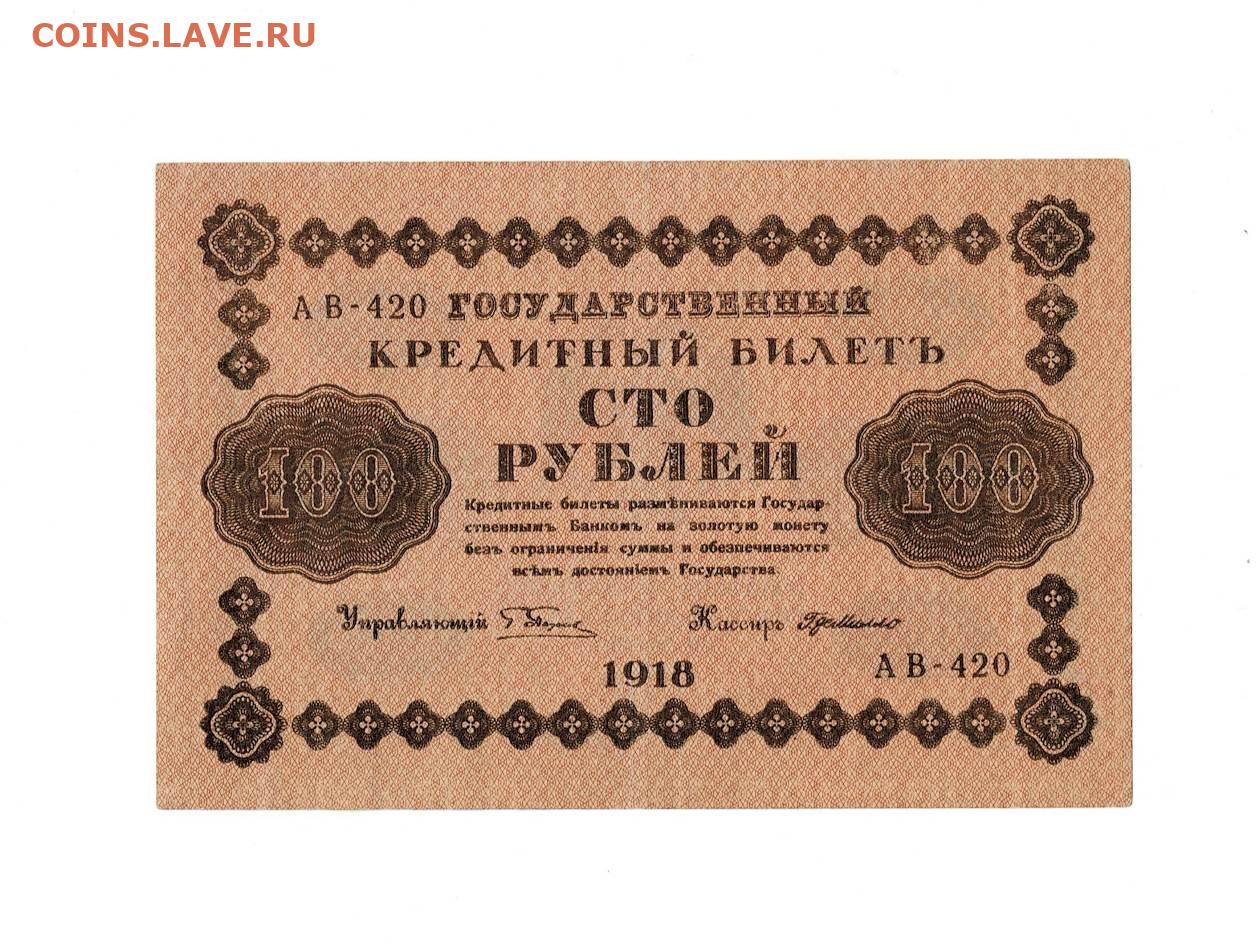 COINS.LAVE.RU
АВ-420 ГОСУДАРСТВЕННЫЙ
КРЕДИТНЫЙ БИЛЕТЪ
СТО
РУБЛЕЙ
100
100
Кредитные билеты размѣниваются Государ-
ственнымъ Банкомъ на золотую монету
безъ ограниченія суммы и обезпечиваются
всѣмъ достояніемъ Государства.
Управляющій Кассиръ
1918
АВ-420